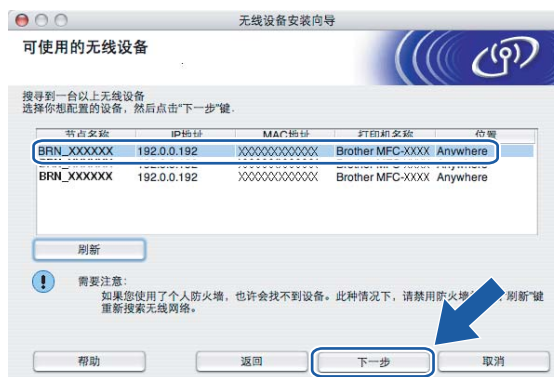 无线设备安装向导
可使用的无线设备
搜寻到一台以上无线设备
选择你想配置的设备，然后点击“下一步”键.
节点名称 IP地址 MAC地址 打印机名称 位置
BRN_XXXXXX 192.0.0.192 XXXXXXXXXXXX Brother MFC-XXXX Anywhere
BRN_XXXXXX 192.0.0.192 XXXXXXXXXXXX Brother MFC-XXXX Anywhere
刷新
需要注意:
如果您使用了个人防火墙，也许会找不到设备。此种情况下，请禁用防火墙 刷新"键
重新搜索无线网络。
帮助 返回 下一步 取消